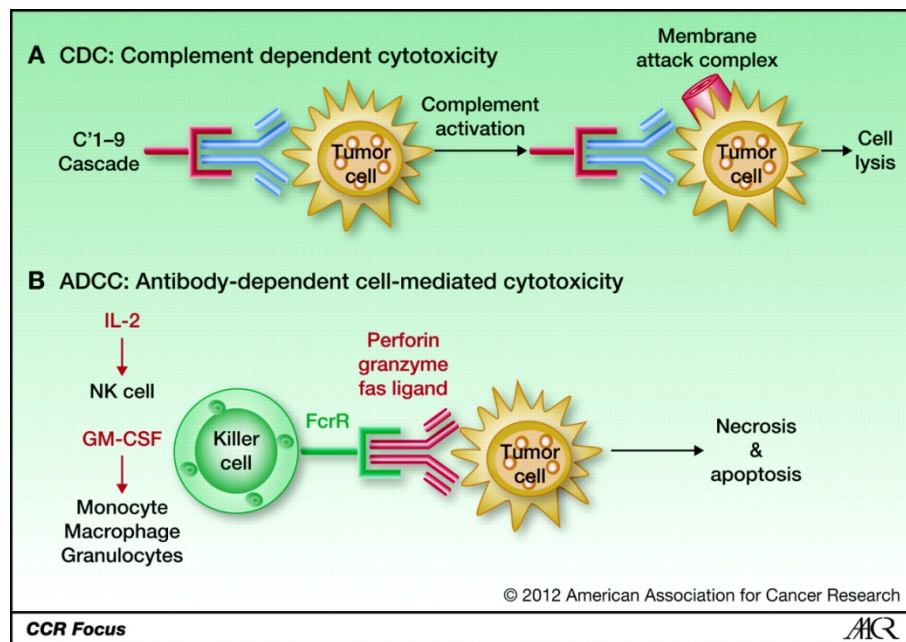 A CDC: Complement dependent cytotoxicity
C'1–9
Cascade
Tumor
cell
Complement
activation
Membrane
attack complex
Tumor
cell
Cell
lysis
B ADCC: Antibody-dependent cell-mediated cytotoxicity
IL-2
NK cell
GM-CSF
Monocyte
Macrophage
Granulocytes
Killer
cell
FcrR
Perforin
granzyme
fas ligand
Tumor
cell
Necrosis
&
apoptosis
© 2012 American Association for Cancer Research
CCR Focus
AACR